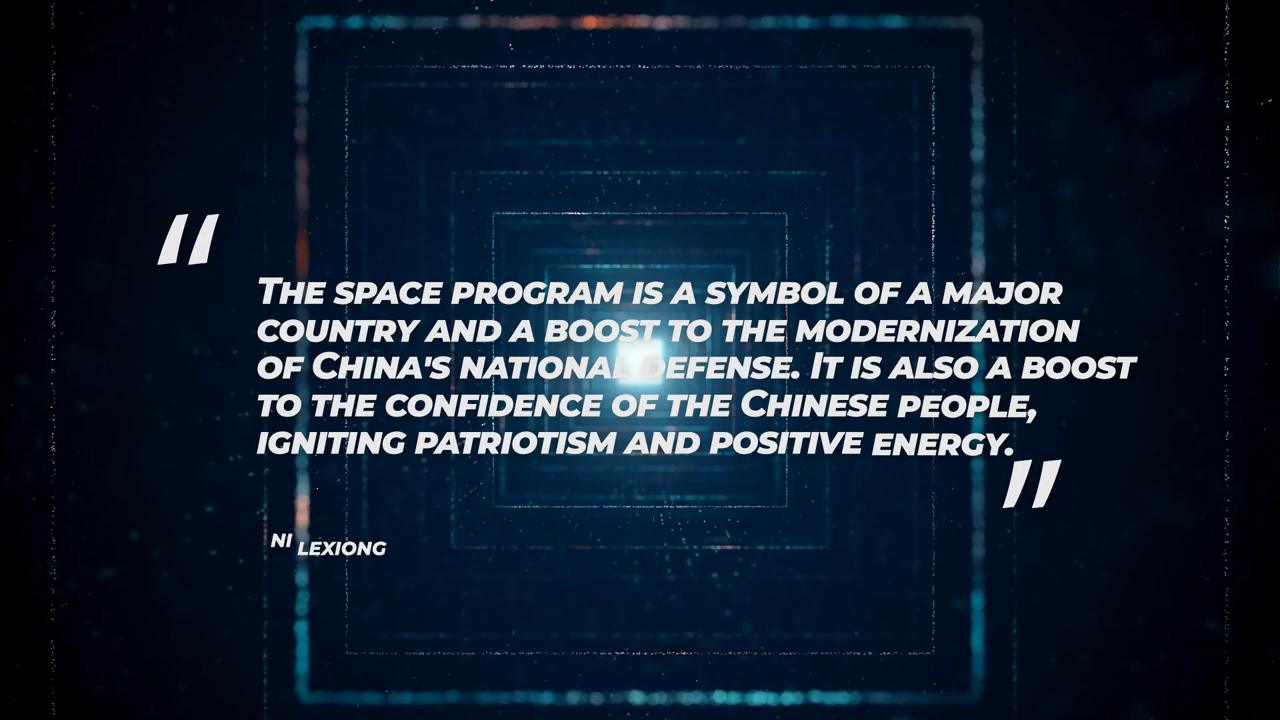 "
The space program is a symbol of a major
country and a boost to the modernization
of China's national defense. It is also a boost
to the confidence of the Chinese people,
igniting patriotism and positive energy.
"
Ni Lexiong